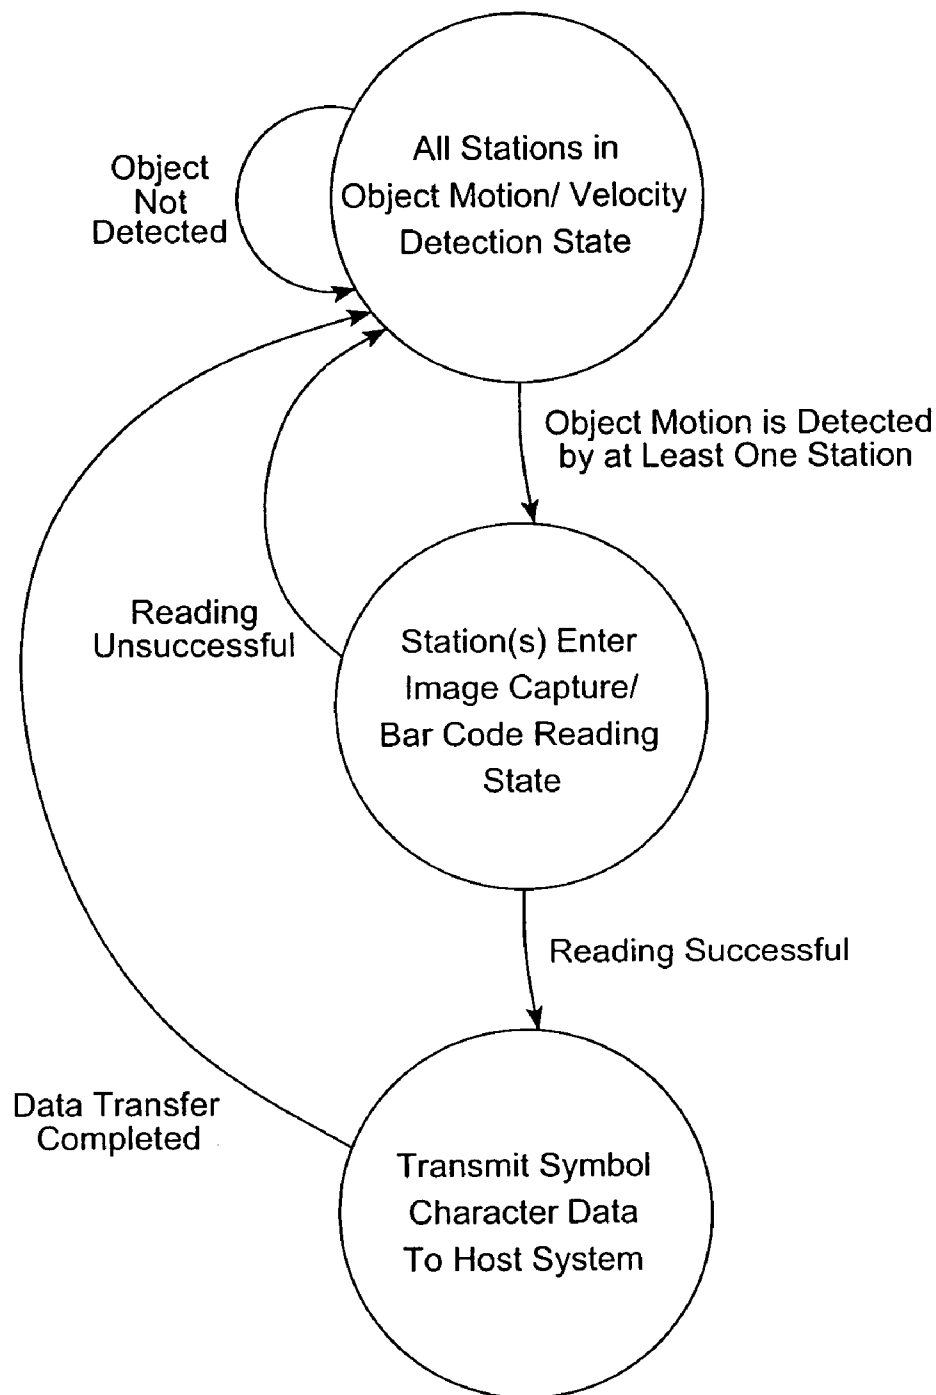 All Stations in
Object Motion/ Velocity
Detection State
Object
Not
Detected
Object Motion is Detected
by at Least One Station
Reading
Unsuccessful
Station(s) Enter
Image Capture/
Bar Code Reading
State
Reading Successful
Data Transfer
Completed
Transmit Symbol
Character Data
To Host System